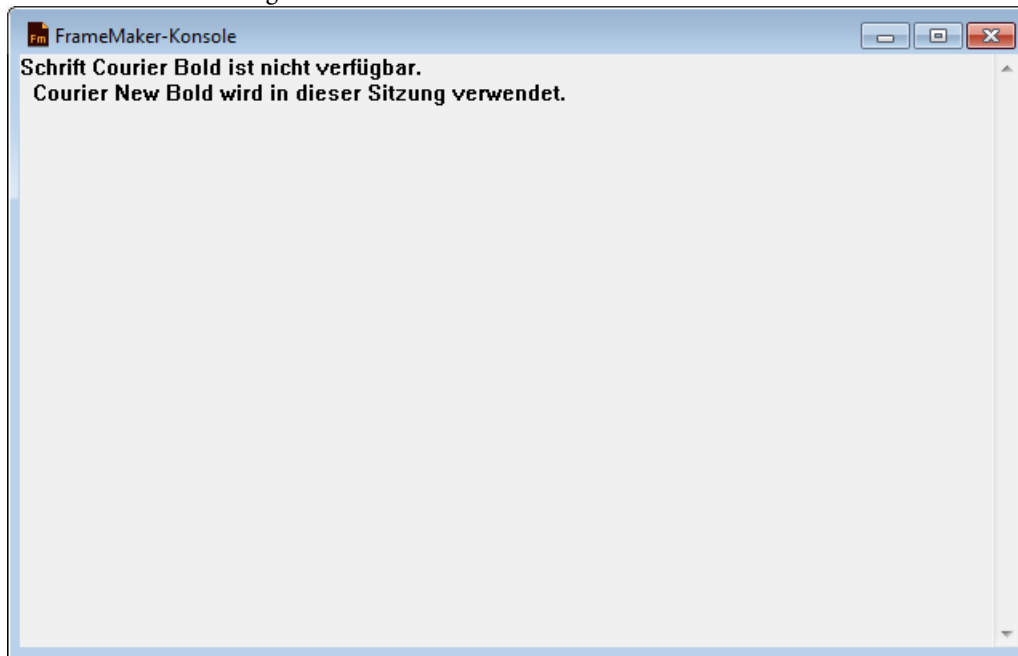 FrameMaker-Konsole
Schrift Courier Bold ist nicht verfügbar.
Courier New Bold wird in dieser Sitzung verwendet.